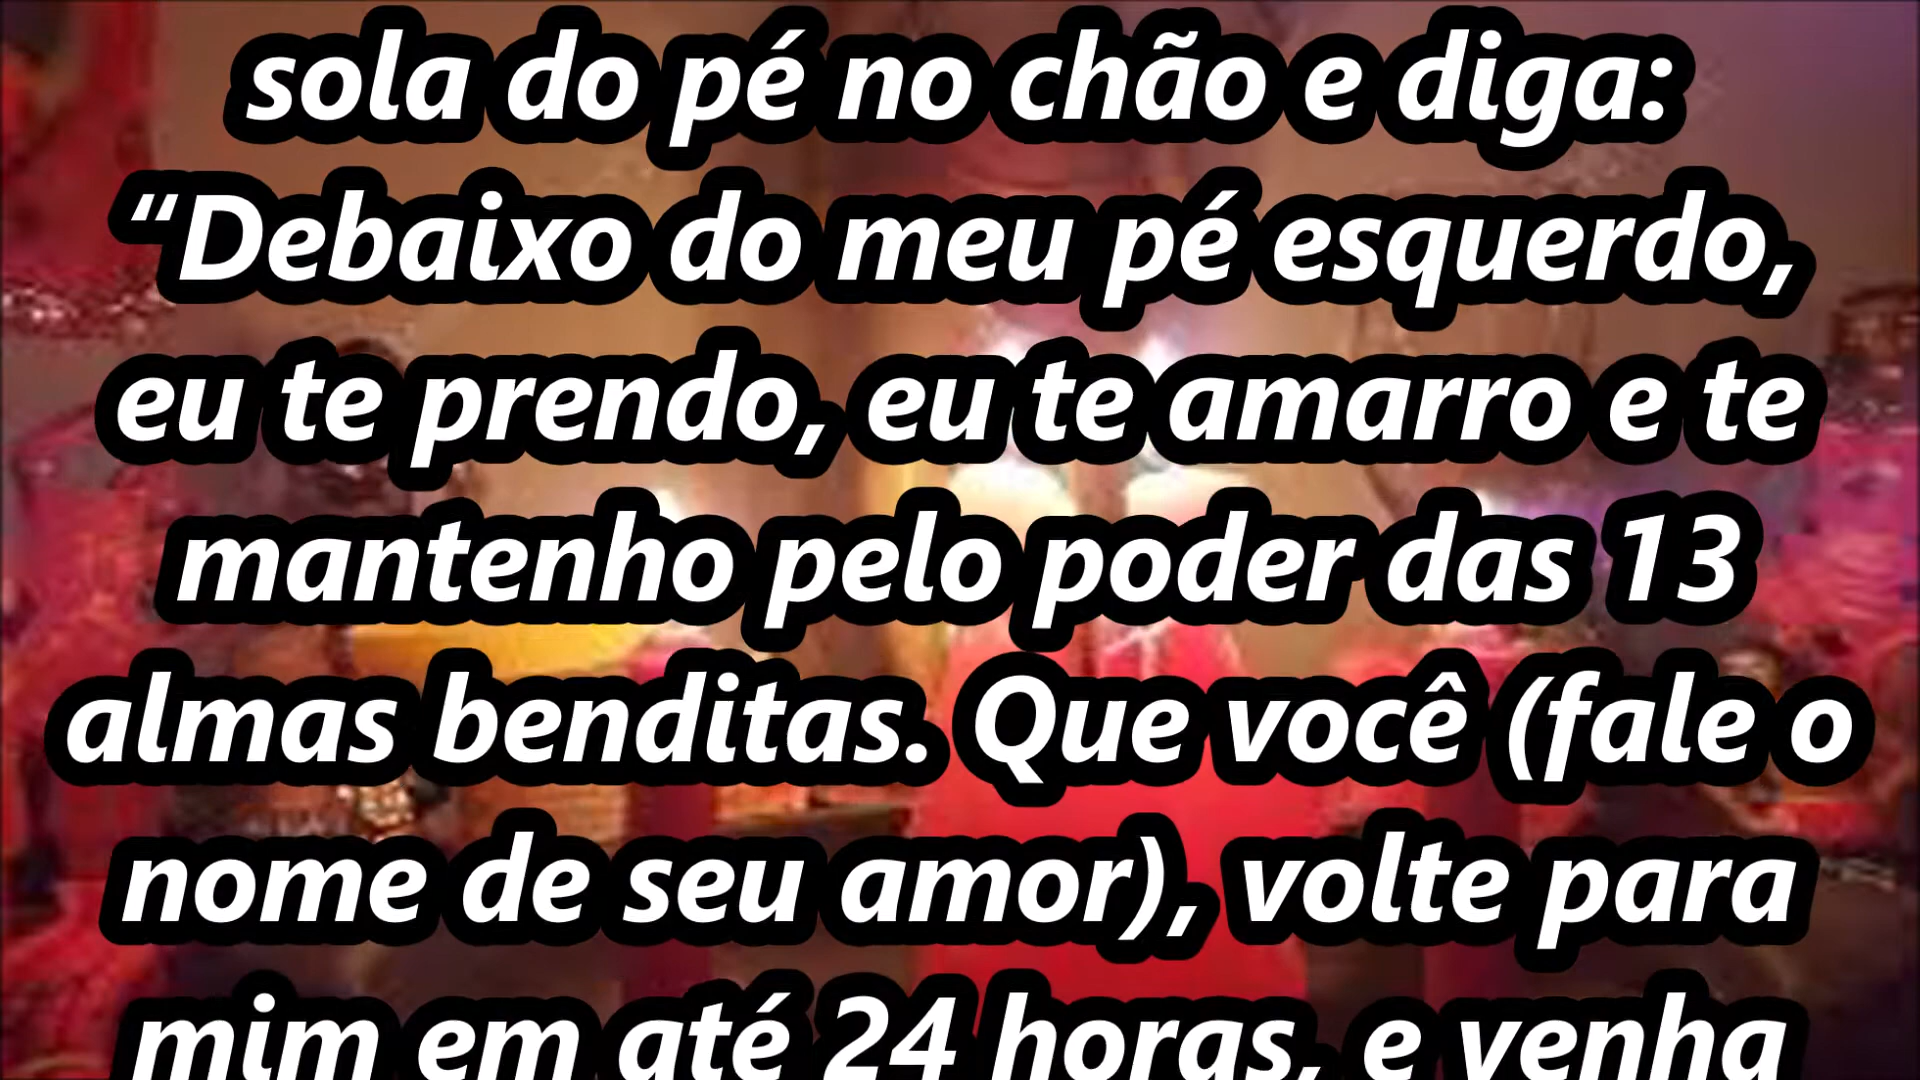 sola do pé no chão e diga:
“Debaixo do meu pé esquerdo,
eu te prendo, eu te amarro e te
mantenho pelo poder das 13
almas benditas. Que você (fale o
nome de seu amor), volte para
mim em até 24 horas, e venha